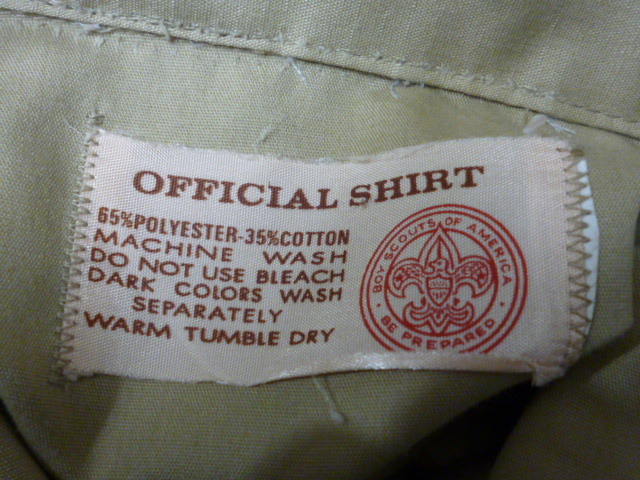 OFFICIAL SHIRT
65%POLYESTER-35%COTTON
MACHINE WASH
DO NOT USE BLEACH
DARK COLORS WASH
SEPARATELY
WARM TUMBLE DRY
BOY SCOUTS OF AMERICA
BE PREPARED